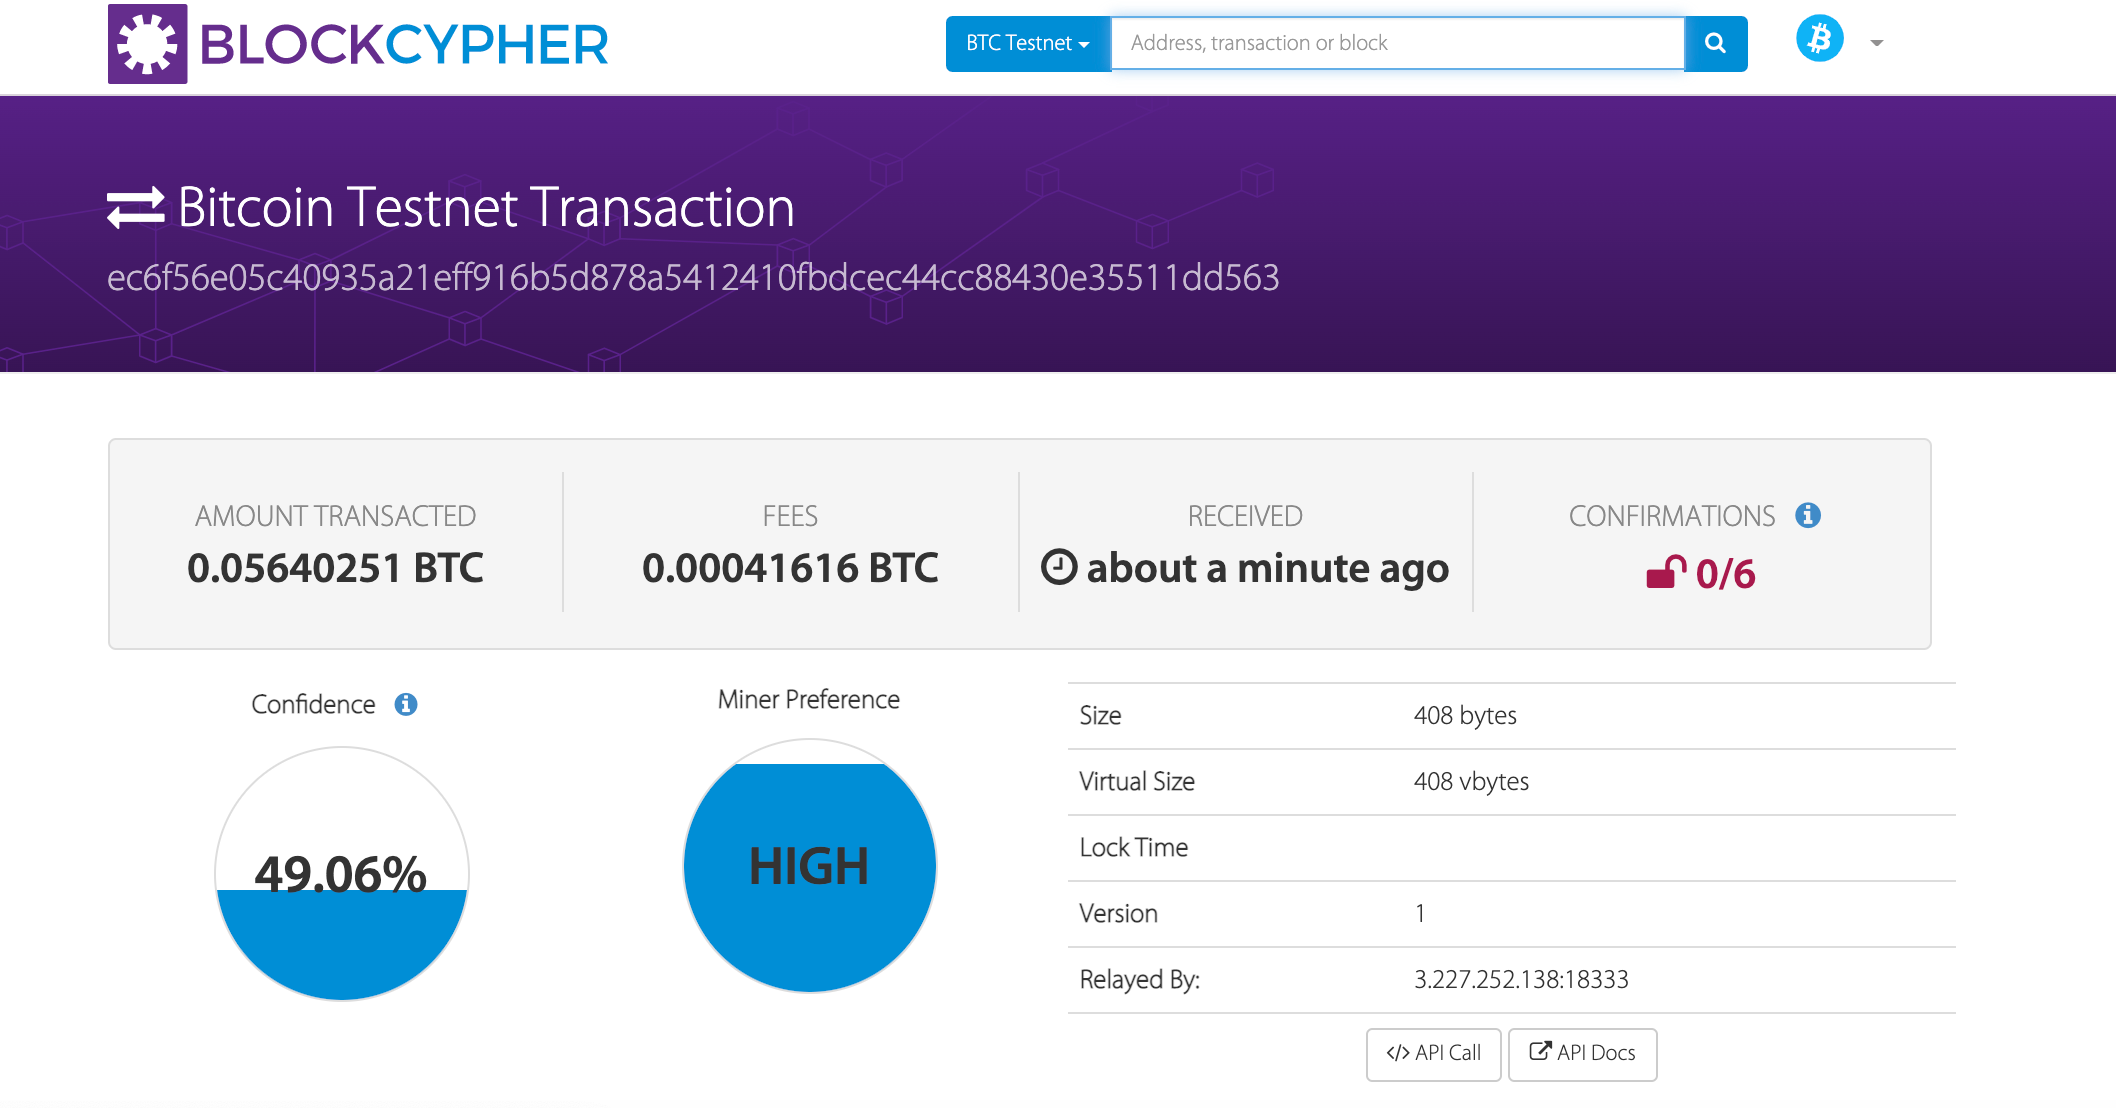 BLOCKCYPHER
BTC Testnet
Address, transaction or block
Bitcoin Testnet Transaction
ec6f56e05c40935a21eff916b5d878a5412410fbdcec44cc88430e35511dd563
AMOUNT TRANSACTED
0.05640251 BTC
FEES
0.00041616 BTC
RECEIVED
about a minute ago
CONFIRMATIONS
0/6
Confidence
49.06%
Miner Preference
HIGH
Size 408 bytes
Virtual Size 408 vbytes
Lock Time
Version 1
Relayed By: 3.227.252.138:18333
</> API Call
API Docs